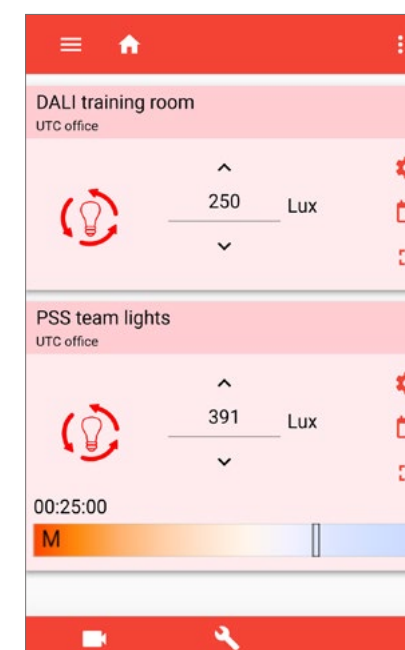 DALI training room
UTC office
250 Lux
PSS team lights
UTC office
391 Lux
00:25:00
M